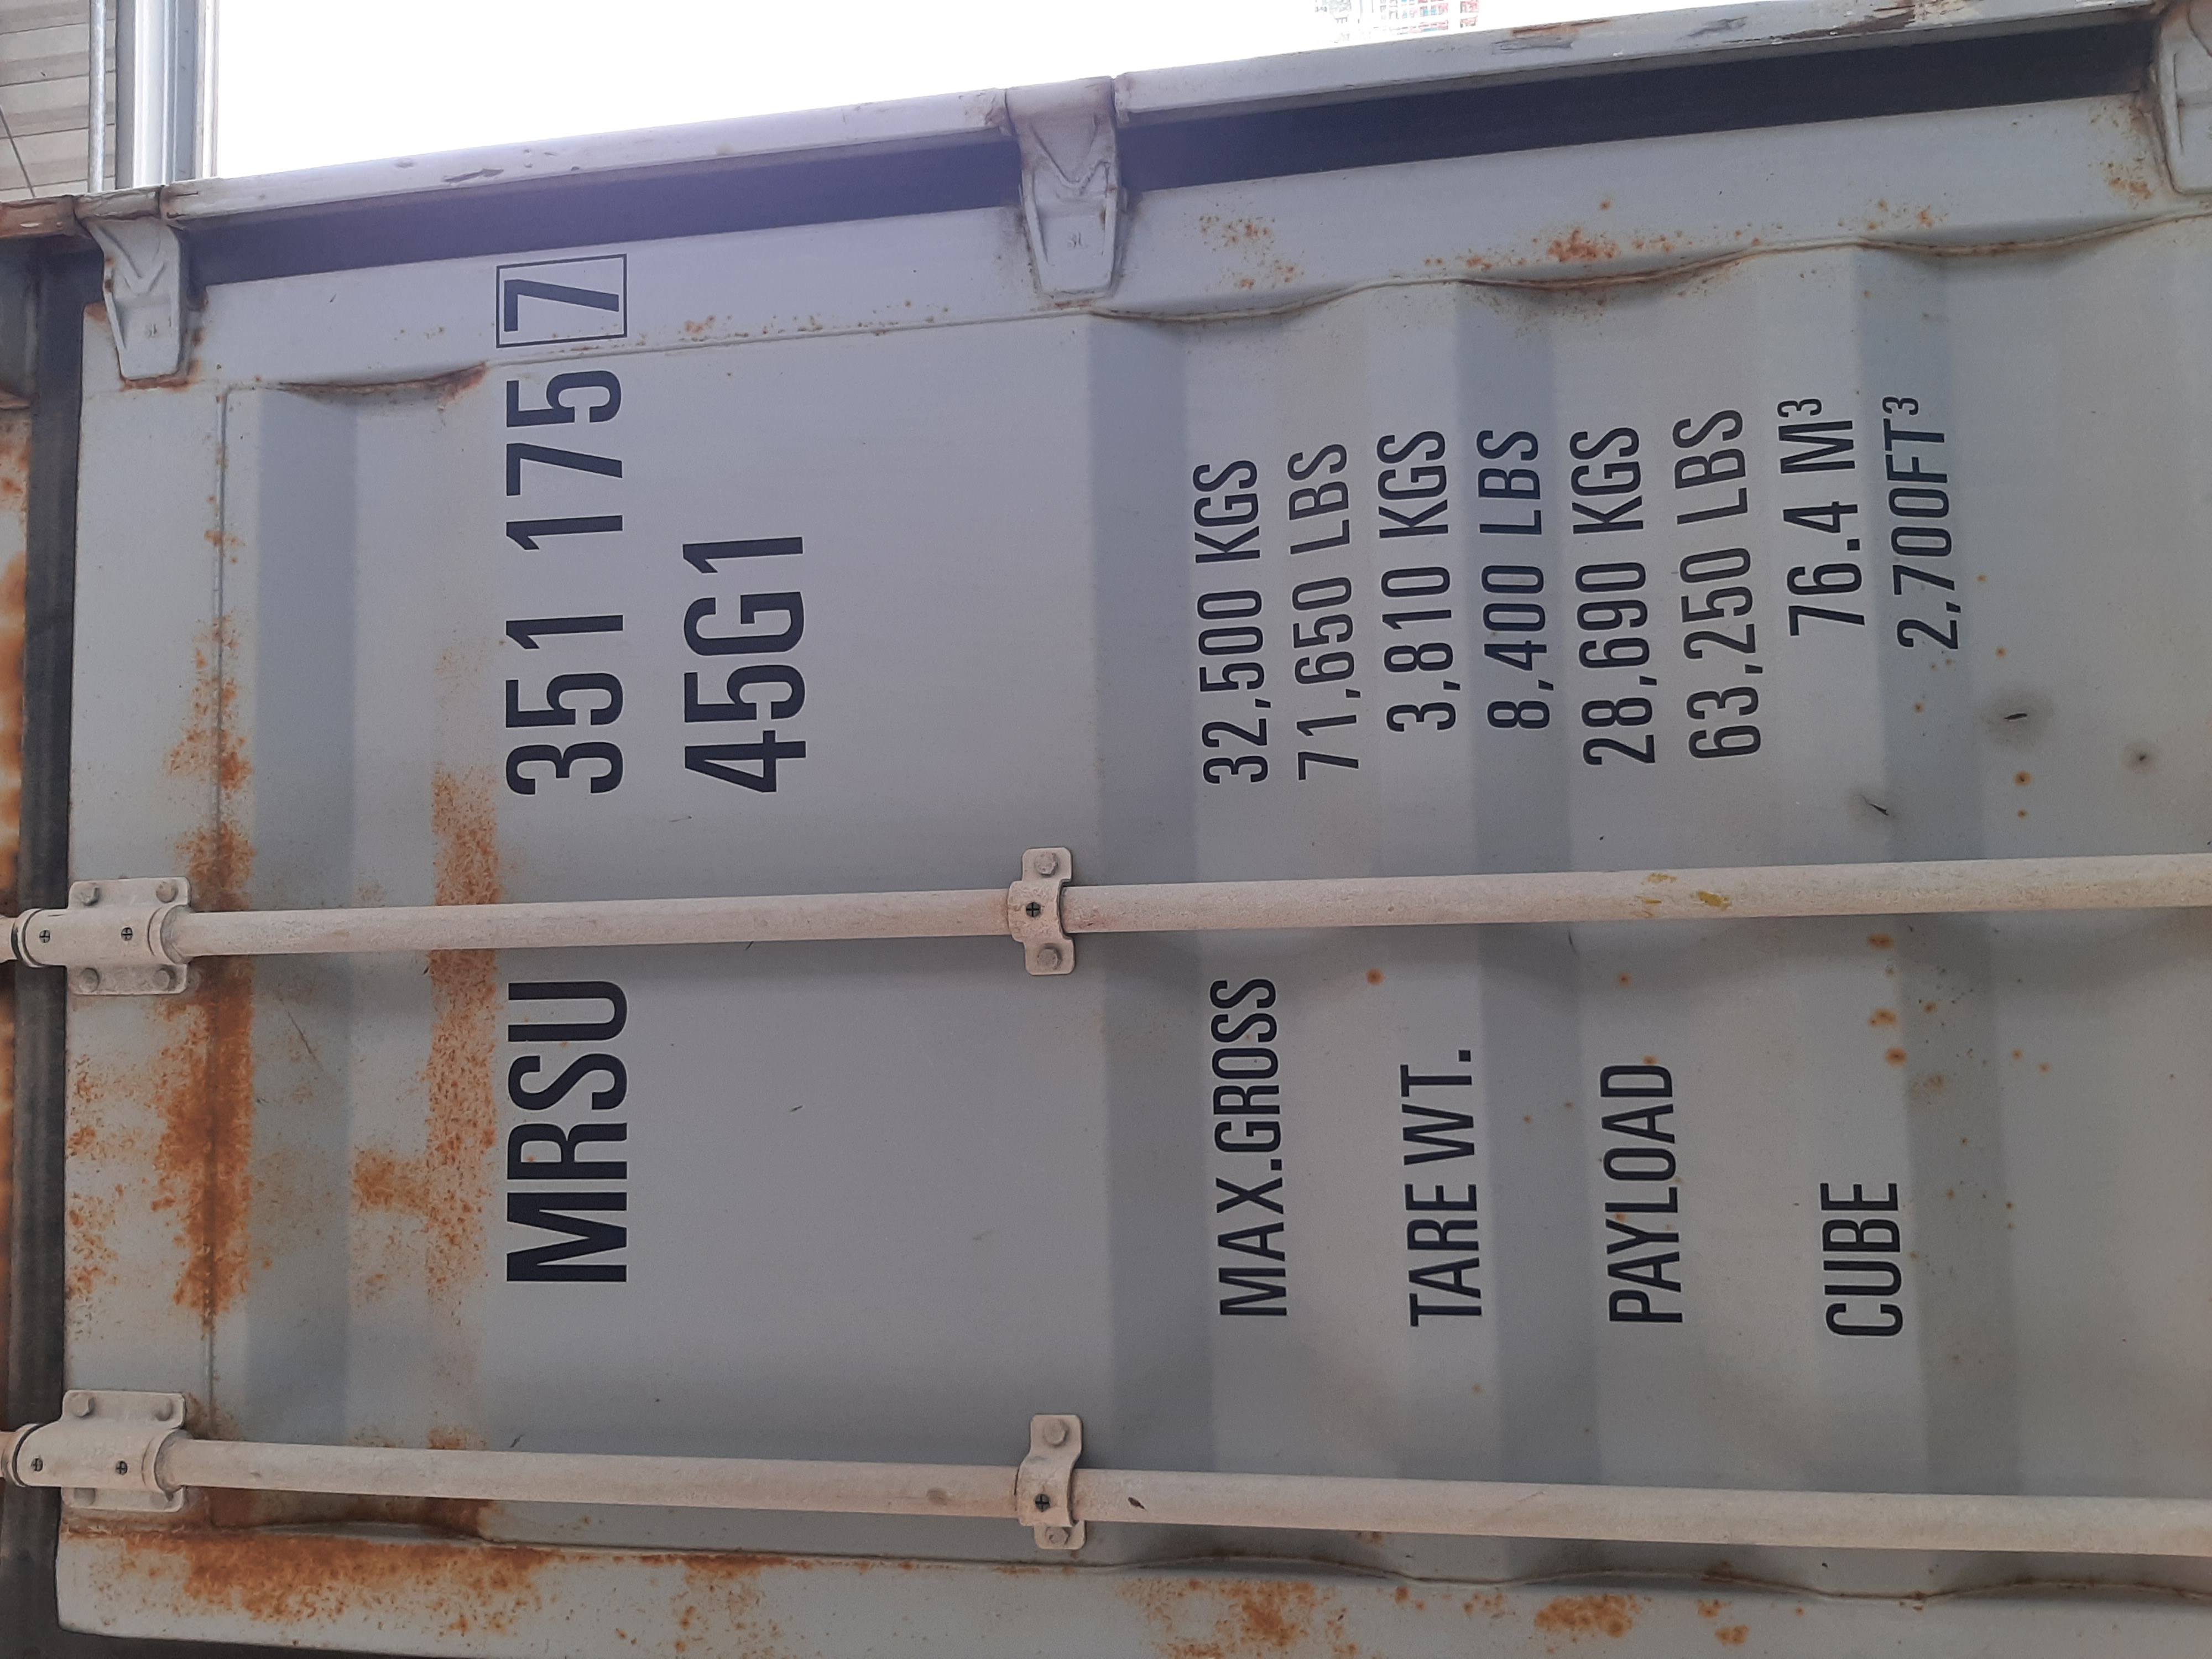 MRSU 351 175 7
45G1
MAX.GROSS 32,500 KGS
71,650 LBS
TARE WT. 3,810 KGS
8,400 LBS
PAYLOAD 28,690 KGS
63,250 LBS
CUBE 76.4 M³
2,700FT³